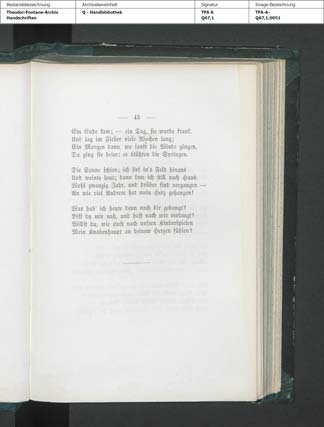 Bestandsbezeichnung Archivalieneinheit Signatur Image-Bezeichnung
Theodor-Fontane-Archiv Q - Handbibliothek TFA A TFA-A-
Handschriften Q67,1 Q67,1,0051
— 43 —
Ein Ende kam; — ein Tag, sie wurde krank.
Und lag im Fieber viele Wochen lang;
Ein Morgen dann, wo sanft die Winde gingen,
Da ging sie heim; es blühten die Syringen.
Die Sonne schien; ich lief in's Feld hinaus
Und weinte laut; dann kam ich still nach Haus.
Wohl zwanzig Jahr, und drüber sind vergangen —
An wie viel Andrem hat mein Herz gehangen!
Was hab' ich heute denn nach dir gebangt?
Bist du mir nah, und hast nach mir verlangt?
Willst du, wie einst nach unsren Kinderspielen
Mein Knabenhaupt an deinem Herzen fühlen?